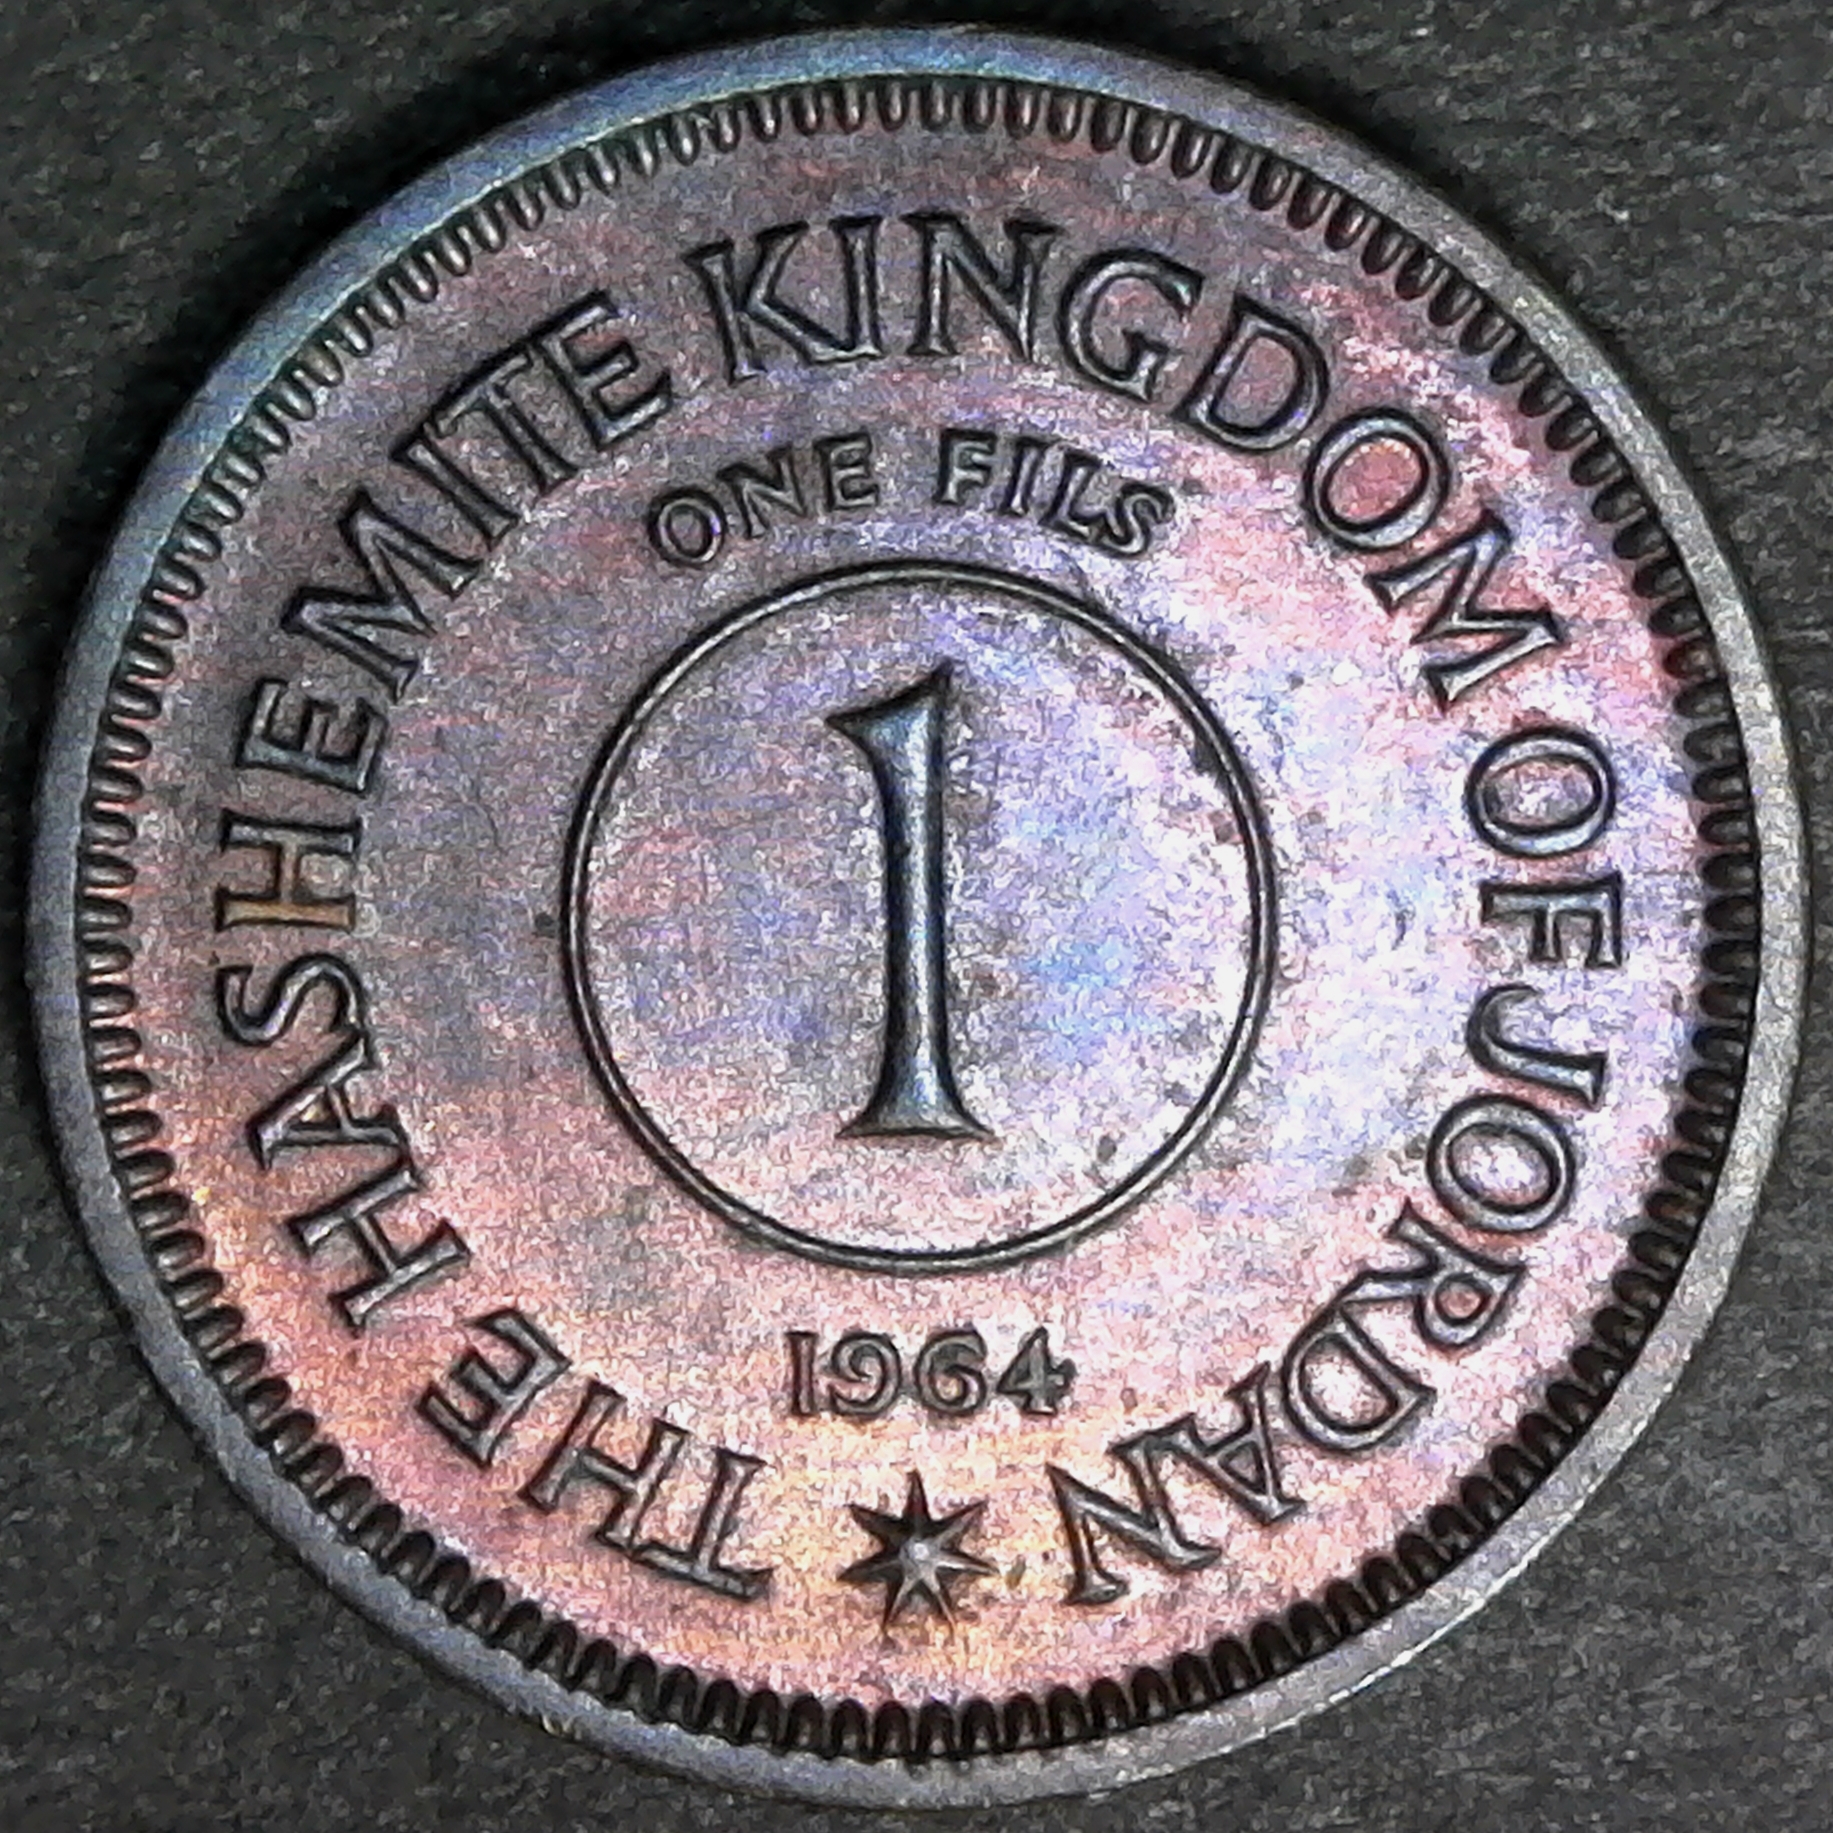 THE HASHEMITE KINGDOM OF JORDAN
ONE FILS
1
1964